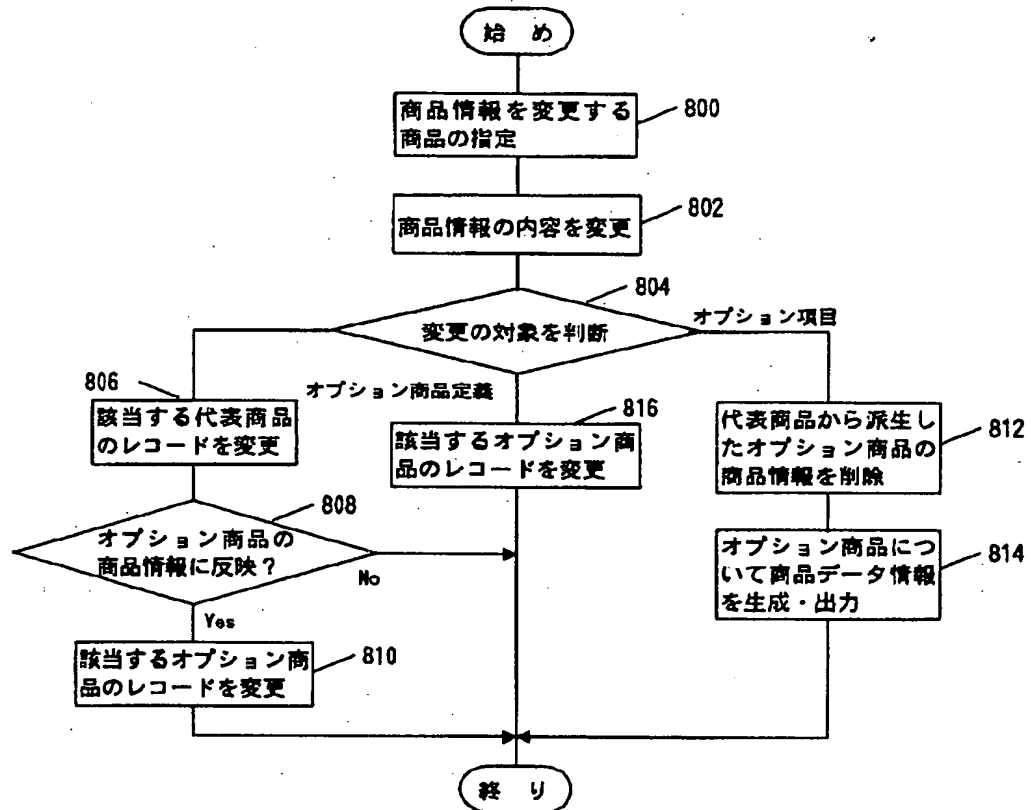 始 め
商品情報を変更する
商品の指定
800
商品情報の内容を変更
802
804
変更の対象を判断
オプション項目
806
オプション商品定義
該当する代表商品
のレコードを変更
816
該当するオプション商
品のレコードを変更
代表商品から派生し
たオプション商品の
商品情報を削除
812
808
オプション商品の
商品情報に反映?
No
Yes
オプション商品につ
いて商品データ情報
を生成・出力
814
該当するオプション商
品のレコードを変更
810
終 り